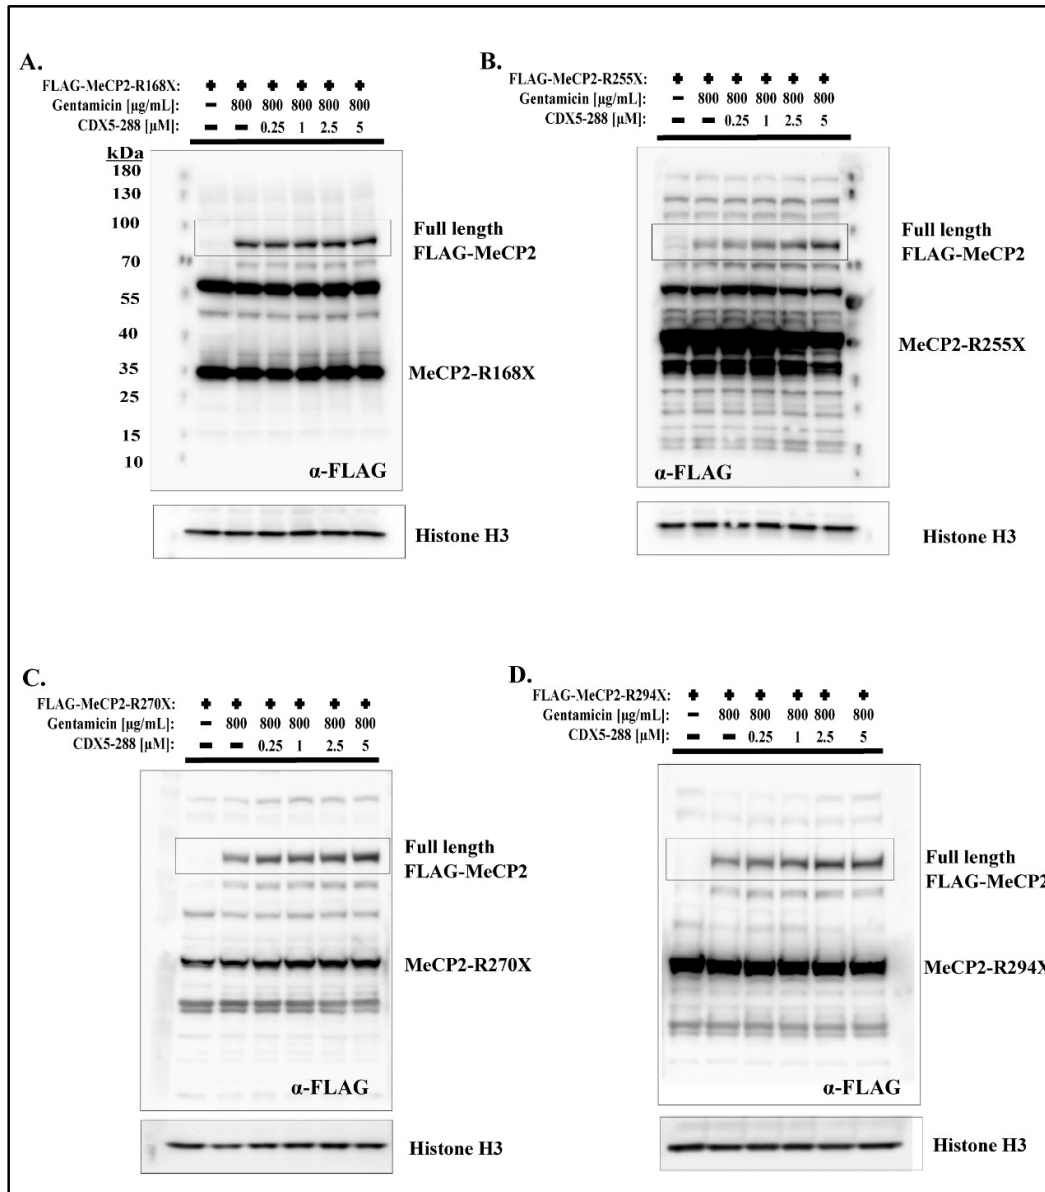 A.
FLAG-MeCP2-R168X: + + + + + +
Gentamicin [µg/mL]: - 800 800 800 800 800
CDX5-288 [µM]: - - 0.25 1 2.5 5
kDa
180
130
100
70
55
40
35
25
15
10
Full length
FLAG-MeCP2
MeCP2-R168X
α-FLAG
Histone H3
B.
FLAG-MeCP2-R255X: + + + + + +
Gentamicin [µg/mL]: - 800 800 800 800 800
CDX5-288 [µM]: - - 0.25 1 2.5 5
Full length
FLAG-MeCP2
MeCP2-R255X
α-FLAG
Histone H3
C.
FLAG-MeCP2-R270X: + + + + + +
Gentamicin [µg/mL]: - 800 800 800 800 800
CDX5-288 [µM]: - - 0.25 1 2.5 5
Full length
FLAG-MeCP2
MeCP2-R270X
α-FLAG
Histone H3
D.
FLAG-MeCP2-R294X: + + + + + +
Gentamicin [µg/mL]: - 800 800 800 800 800
CDX5-288 [µM]: - - 0.25 1 2.5 5
Full length
FLAG-MeCP2
MeCP2-R294X
α-FLAG
Histone H3